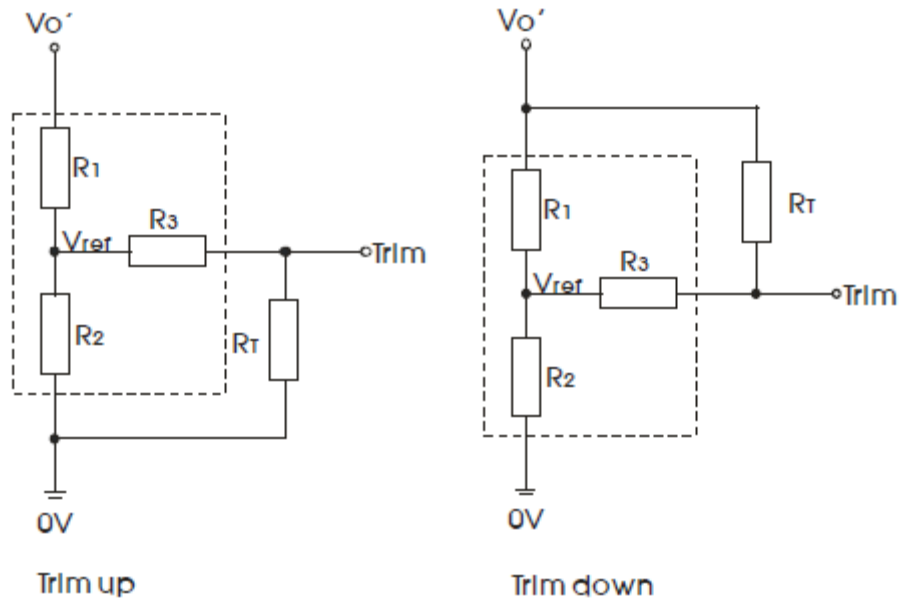 Vo'
R1
R3
Vref
Trim
R2
RT
0V
Trim up
Vo'
R1
RT
R3
Vref
Trim
R2
0V
Trim down